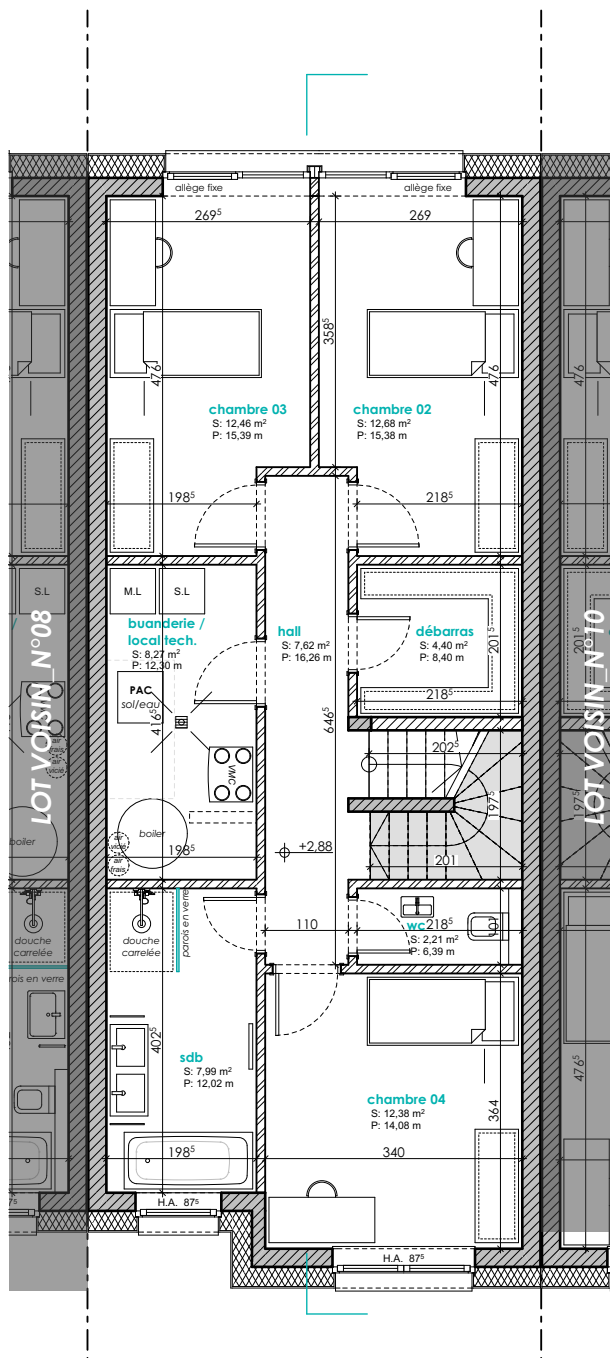 allège fixe
allège fixe
269⁵
269
358⁵
476
476
476
chambre 03
S: 12,46 m²
P: 15,39 m
chambre 02
S: 12,68 m²
P: 15,38 m
198⁵
218⁵
S.L
M.L
S.L
buanderie /
local tech.
S: 8,27 m²
P: 12,30 m
hall
S: 7,62 m²
P: 16,26 m
débarras
S: 4,40 m²
P: 8,40 m
201⁵
201⁵
218⁵
LOT VOISIN_N°08
LOT VOISIN_N°10
PAC
sol/eau
416⁵
646⁵
202⁵
VMC
air
frais
air
vicié
197⁵
197⁵
boiler
boiler
air
vicié
air
frais
198⁵
+2,88
201
110
wc
218⁵
S: 2,21 m²
P: 6,39 m
101
parois en verre
douche
carrelée
douche
carrelée
rois en verre
402⁵
sdb
S: 7,99 m²
P: 12,02 m
chambre 04
S: 12,38 m²
P: 14,08 m
364
476⁵
198⁵
340
7⁵
H.A. 87⁵
H.A. 87⁵